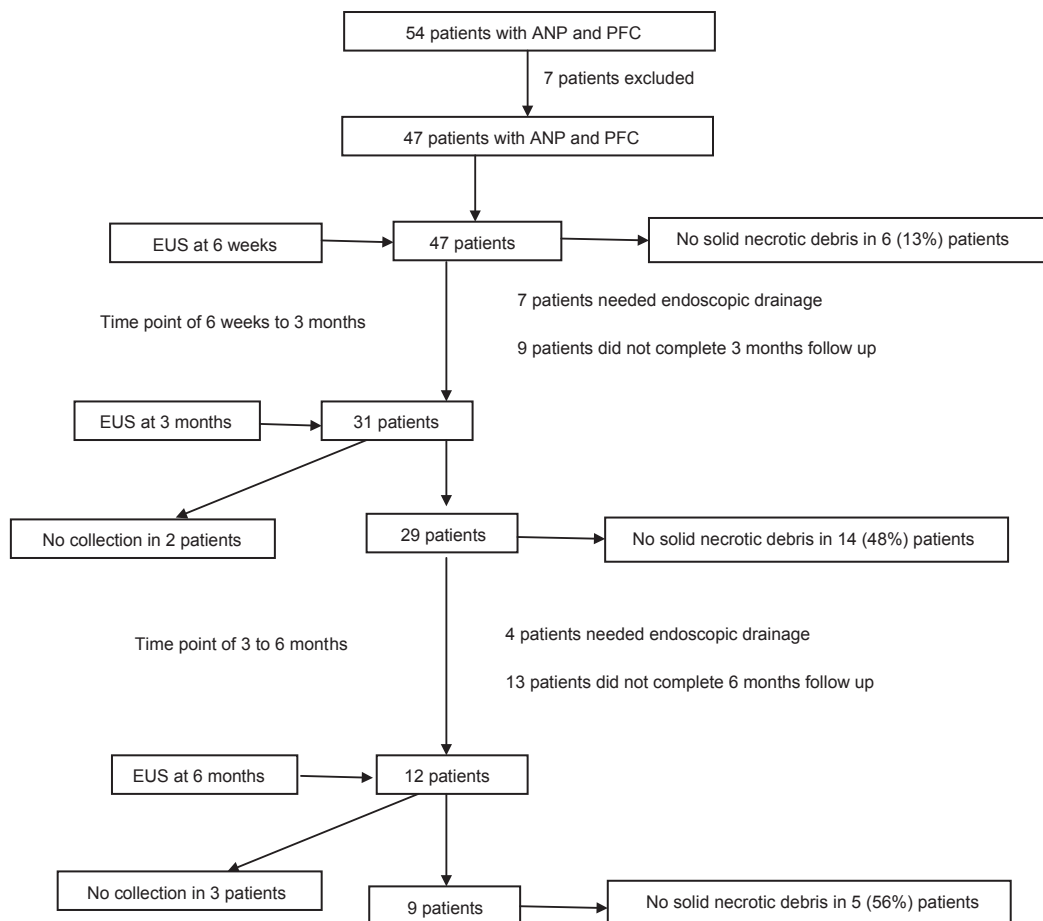 54 patients with ANP and PFC
7 patients excluded
47 patients with ANP and PFC
EUS at 6 weeks
47 patients
No solid necrotic debris in 6 (13%) patients
7 patients needed endoscopic drainage
Time point of 6 weeks to 3 months
9 patients did not complete 3 months follow up
EUS at 3 months
31 patients
No collection in 2 patients
29 patients
No solid necrotic debris in 14 (48%) patients
4 patients needed endoscopic drainage
Time point of 3 to 6 months
13 patients did not complete 6 months follow up
EUS at 6 months
12 patients
No collection in 3 patients
9 patients
No solid necrotic debris in 5 (56%) patients